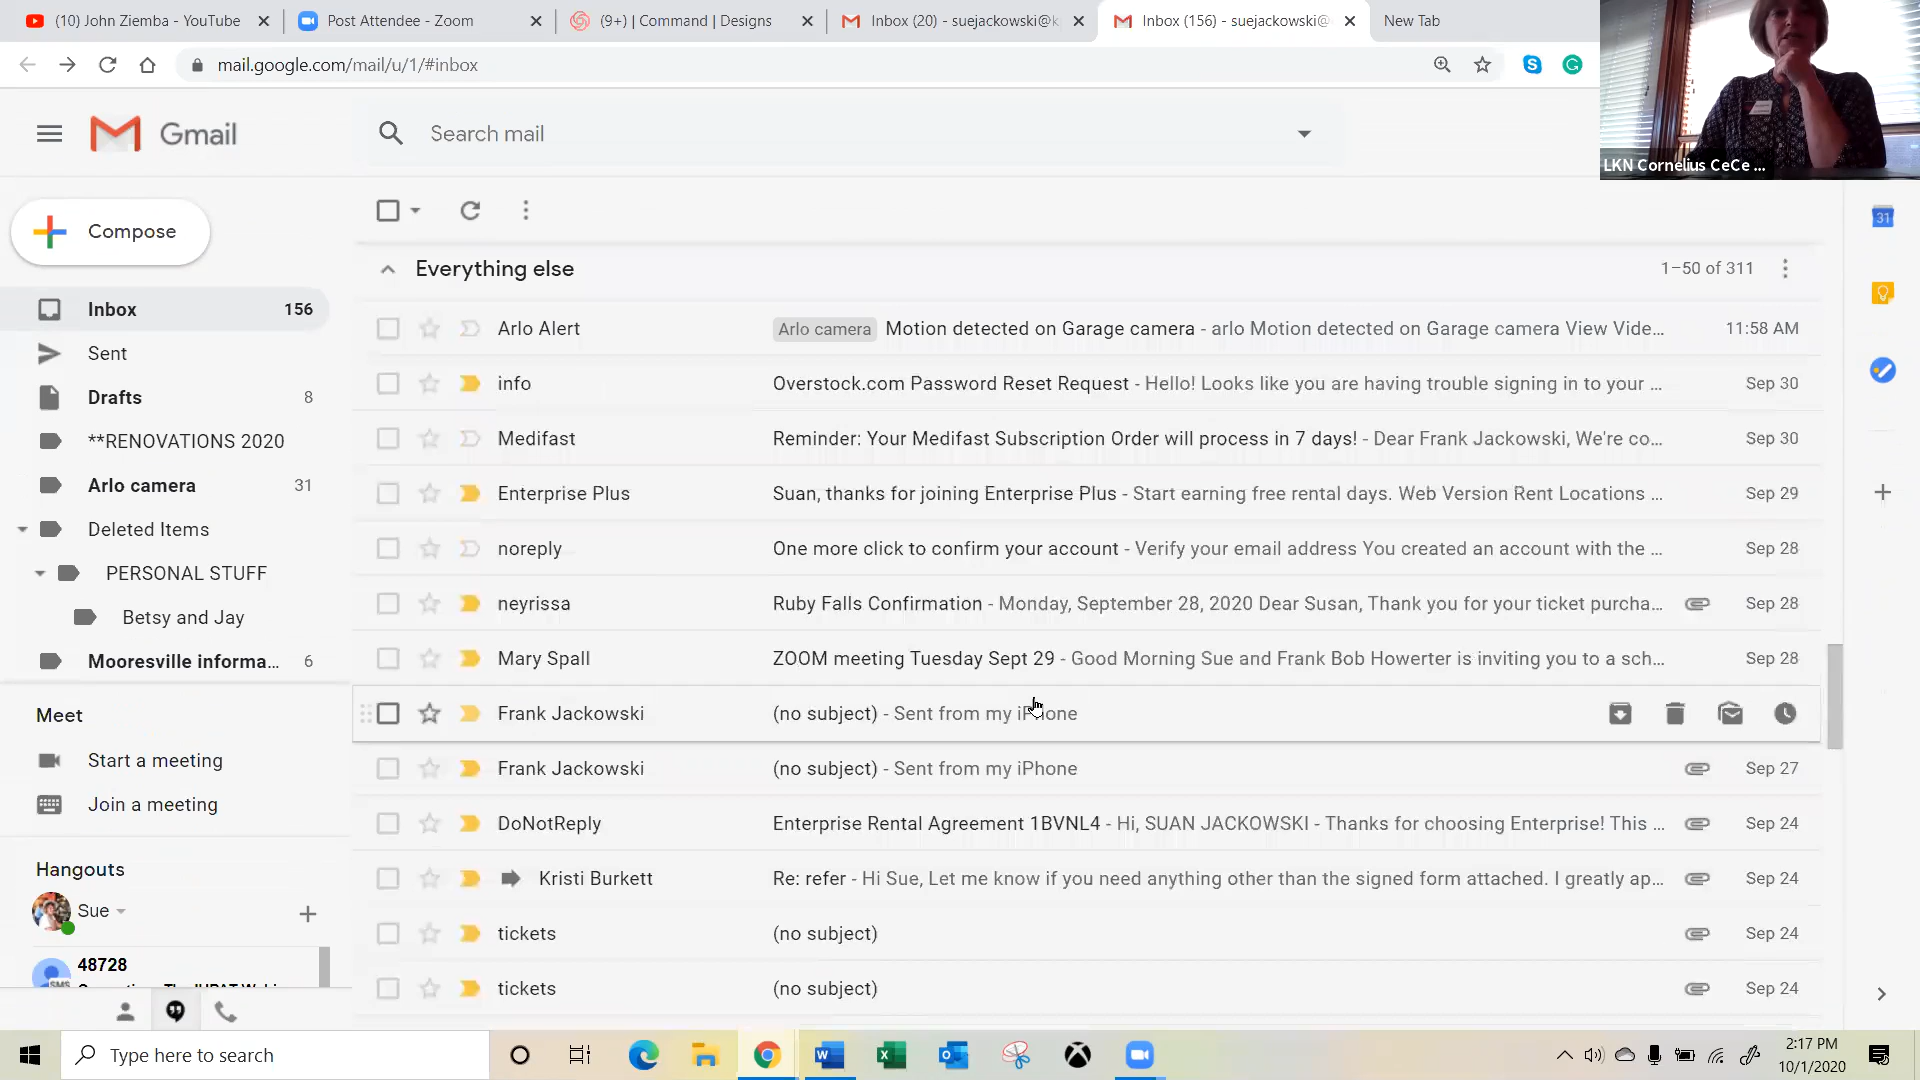 (10) John Ziemba - YouTube
Post Attendee - Zoom
(9+) | Command | Designs
Inbox (20) - suejackowski@k
Inbox (156) - suejackowski@
New Tab
mail.google.com/mail/u/1/#inbox
LKN Cornelius CeCe ...
Gmail
Search mail
Compose
Inbox 156
Sent
Drafts 8
**RENOVATIONS 2020
Arlo camera 31
Deleted Items
PERSONAL STUFF
Betsy and Jay
Mooresville informa... 6
Meet
Start a meeting
Join a meeting
Hangouts
Sue
48728
SMS
Everything else 1–50 of 311
Arlo Alert Arlo camera Motion detected on Garage camera - arlo Motion detected on Garage camera View Vide... 11:58 AM
info Overstock.com Password Reset Request - Hello! Looks like you are having trouble signing in to your ... Sep 30
Medifast Reminder: Your Medifast Subscription Order will process in 7 days! - Dear Frank Jackowski, We're co... Sep 30
Enterprise Plus Suan, thanks for joining Enterprise Plus - Start earning free rental days. Web Version Rent Locations ... Sep 29
noreply One more click to confirm your account - Verify your email address You created an account with the ... Sep 28
neyrissa Ruby Falls Confirmation - Monday, September 28, 2020 Dear Susan, Thank you for your ticket purcha... Sep 28
Mary Spall ZOOM meeting Tuesday Sept 29 - Good Morning Sue and Frank Bob Howerter is inviting you to a sch... Sep 28
Frank Jackowski (no subject) - Sent from my iPhone
Frank Jackowski (no subject) - Sent from my iPhone Sep 27
DoNotReply Enterprise Rental Agreement 1BVNL4 - Hi, SUAN JACKOWSKI - Thanks for choosing Enterprise! This ... Sep 24
Kristi Burkett Re: refer - Hi Sue, Let me know if you need anything other than the signed form attached. I greatly ap... Sep 24
tickets (no subject) Sep 24
tickets (no subject) Sep 24
31
Type here to search
2:17 PM
10/1/2020